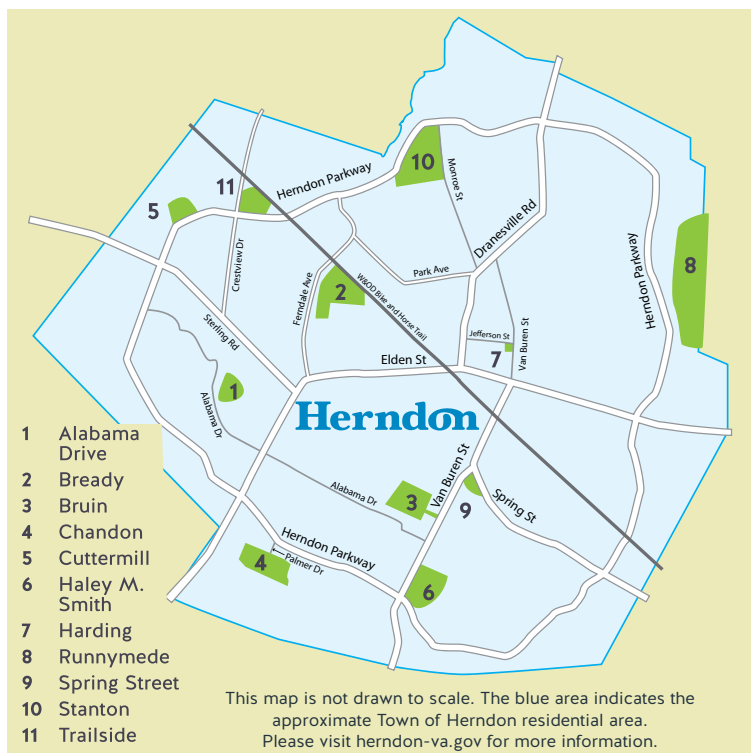 10
11
Herndon Parkway
Monroe St
5
Dranesville Rd
Crestview Dr
Herndon Parkway
8
Park Ave
Ferndale Ave
2
W&OD Bike and Horse Trail
Sterling Rd
Jefferson St
Van Buren St
7
Elden St
1
Alabama Dr
Herndon
Van Buren St
Alabama Dr
3
9
Spring St
Herndon Parkway
Palmer Dr
4
6
1 Alabama
Drive
2 Bready
3 Bruin
4 Chandon
5 Cuttermill
6 Haley M.
Smith
7 Harding
8 Runnymede
9 Spring Street
10 Stanton
11 Trailside
This map is not drawn to scale. The blue area indicates the
approximate Town of Herndon residential area.
Please visit herndon-va.gov for more information.